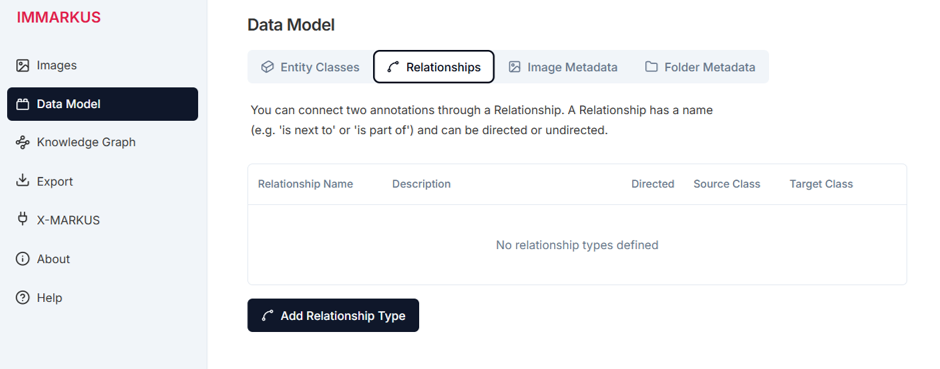 IMMARKUS
Images
Data Model
Knowledge Graph
Export
X-MARKUS
About
Help
Data Model
Entity Classes Relationships Image Metadata Folder Metadata
You can connect two annotations through a Relationship. A Relationship has a name
(e.g. 'is next to' or 'is part of') and can be directed or undirected.
Relationship Name Description Directed Source Class Target Class
No relationship types defined
Add Relationship Type